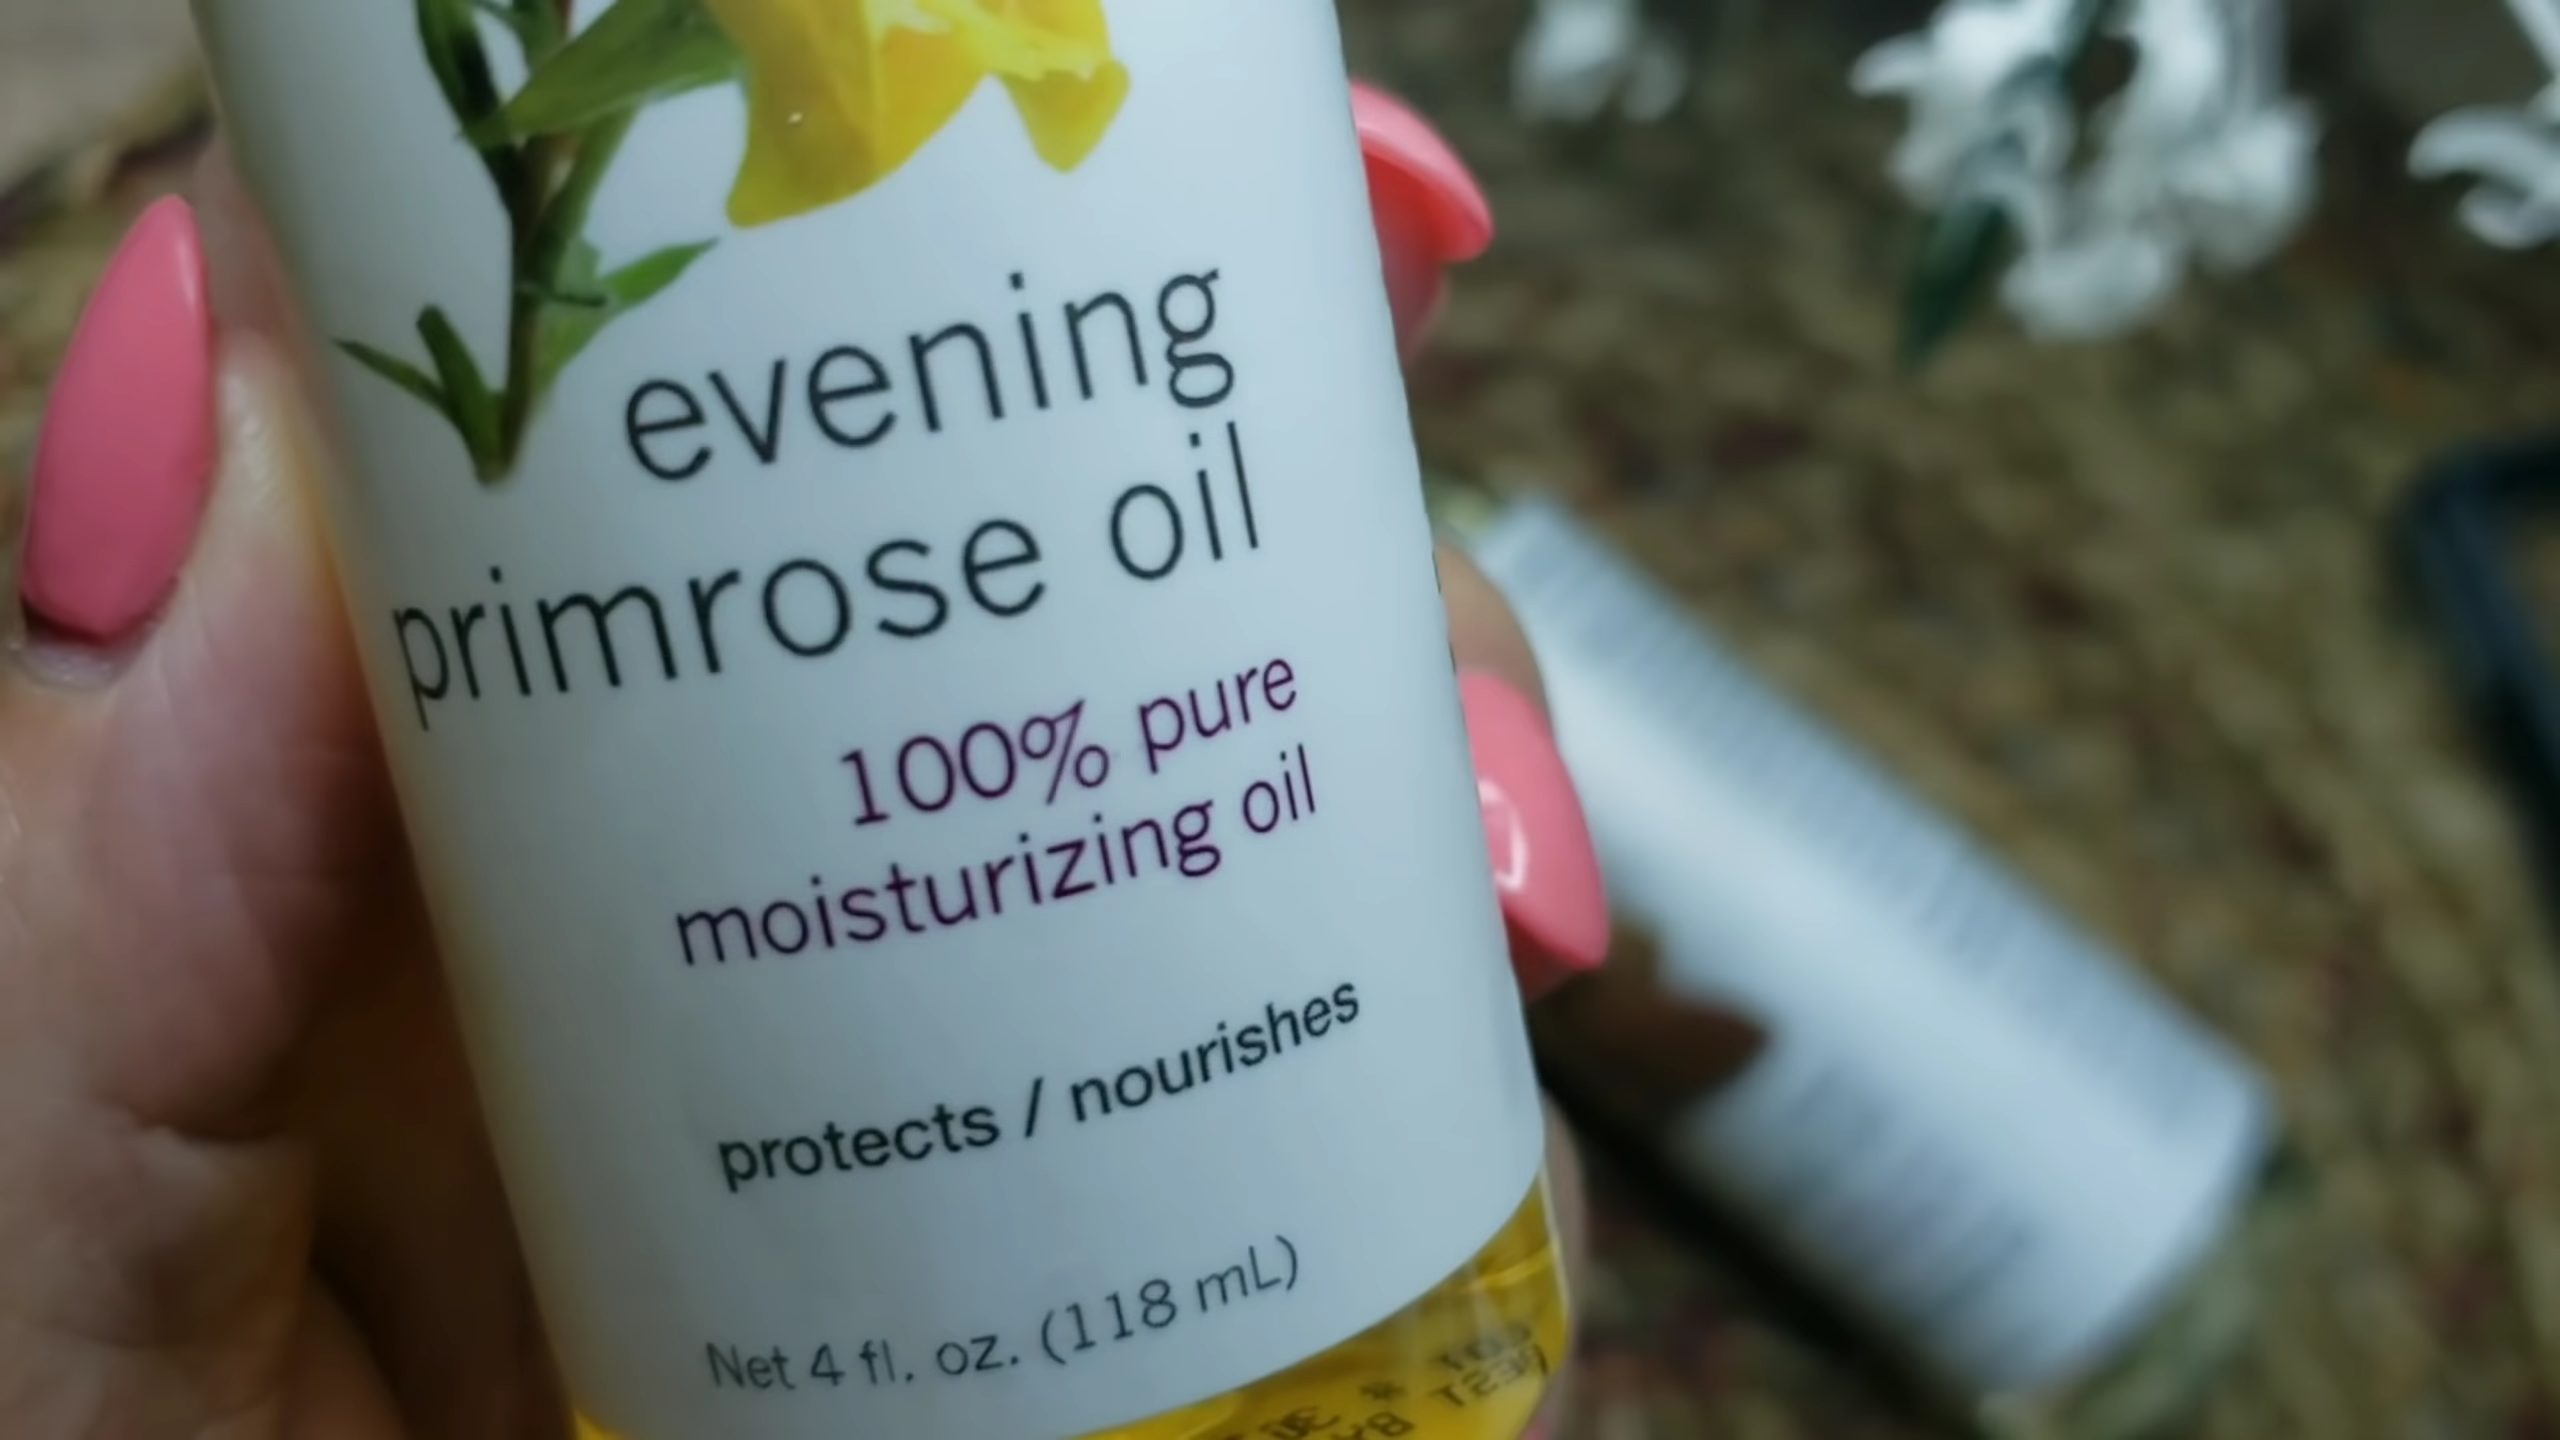 evening
primrose oil
100% pure
moisturizing oil
protects / nourishes
Net 4 fl. oz. (118 mL)